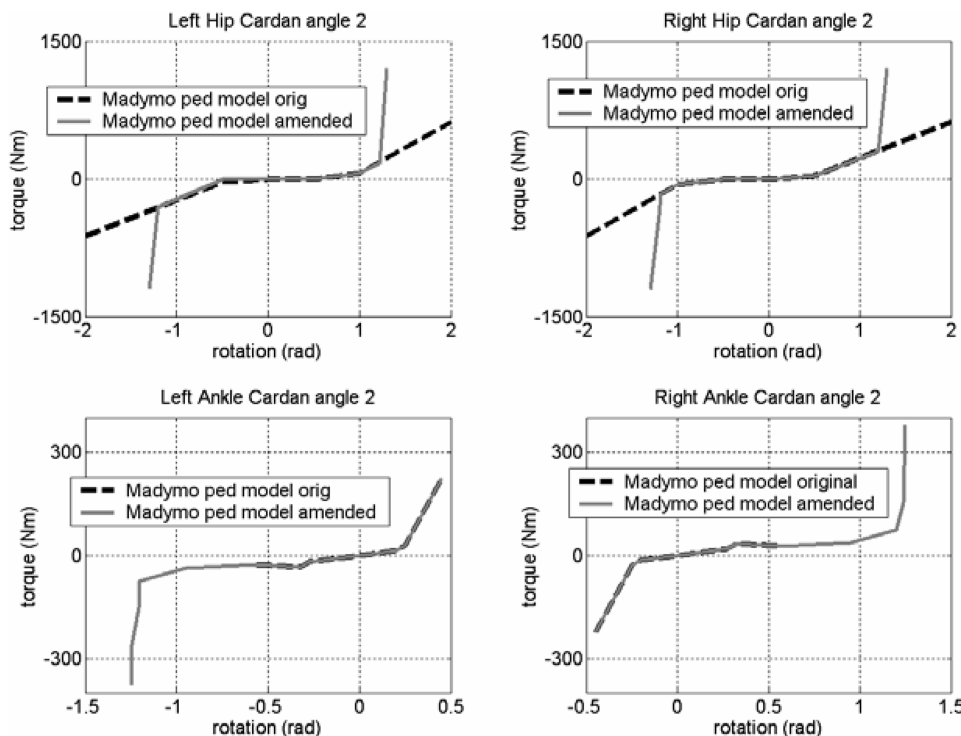 Left Hip Cardan angle 2
1500
0
-1500
torque (Nm)
Madymo ped model orig
Madymo ped model amended
-2 -1 0 1 2
rotation (rad)
Right Hip Cardan angle 2
1500
0
-1500
torque (Nm)
Madymo ped model orig
Madymo ped model amended
-2 -1 0 1 2
rotation (rad)
Left Ankle Cardan angle 2
300
0
-300
torque (Nm)
Madymo ped model orig
Madymo ped model amended
-1.5 -1 -0.5 0 0.5
rotation (rad)
Right Ankle Cardan angle 2
300
0
-300
torque (Nm)
Madymo ped model original
Madymo ped model amended
-0.5 0 0.5 1 1.5
rotation (rad)